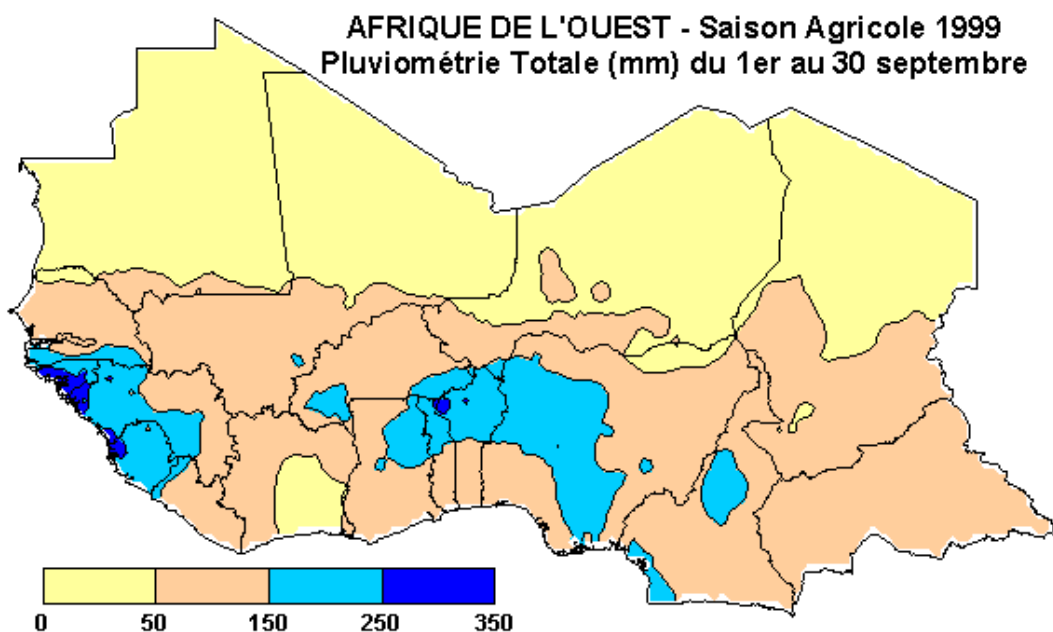 AFRIQUE DE L'OUEST - Saison Agricole 1999
Pluviométrie Totale (mm) du 1er au 30 septembre
0 50 150 250 350